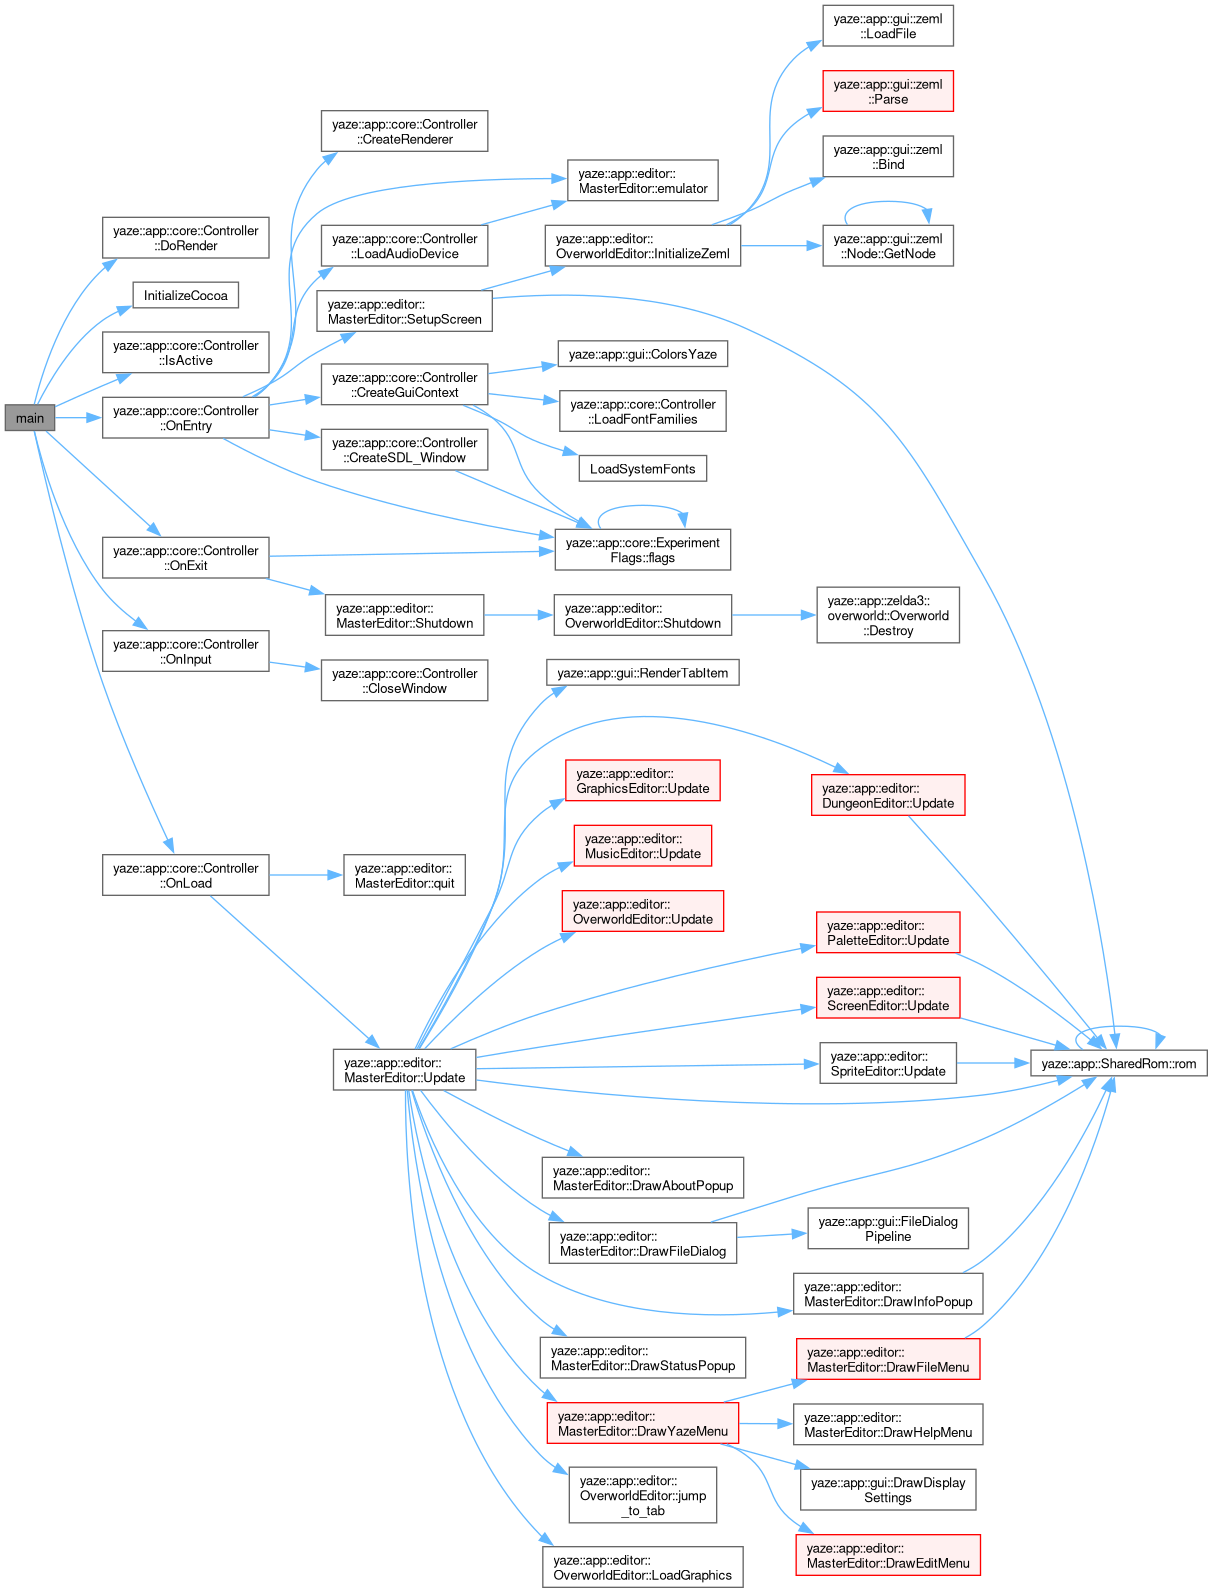 main
yaze::app::core::Controller
::DoRender
InitializeCocoa
yaze::app::core::Controller
::IsActive
yaze::app::core::Controller
::OnEntry
yaze::app::core::Controller
::OnExit
yaze::app::core::Controller
::OnInput
yaze::app::core::Controller
::OnLoad
yaze::app::core::Controller
::CreateRenderer
yaze::app::core::Controller
::LoadAudioDevice
yaze::app::editor::
MasterEditor::SetupScreen
yaze::app::core::Controller
::CreateGuiContext
yaze::app::core::Controller
::CreateSDL_Window
yaze::app::editor::
MasterEditor::Shutdown
yaze::app::core::Controller
::CloseWindow
yaze::app::editor::
MasterEditor::quit
yaze::app::editor::
MasterEditor::Update
yaze::app::editor::
MasterEditor::emulator
yaze::app::editor::
OverworldEditor::InitializeZeml
yaze::app::gui::ColorsYaze
yaze::app::core::Controller
::LoadFontFamilies
LoadSystemFonts
yaze::app::core::Experiment
Flags::flags
yaze::app::editor::
OverworldEditor::Shutdown
yaze::app::gui::RenderTabItem
yaze::app::editor::
GraphicsEditor::Update
yaze::app::editor::
MusicEditor::Update
yaze::app::editor::
OverworldEditor::Update
yaze::app::editor::
MasterEditor::DrawAboutPopup
yaze::app::editor::
MasterEditor::DrawFileDialog
yaze::app::editor::
MasterEditor::DrawStatusPopup
yaze::app::editor::
MasterEditor::DrawYazeMenu
yaze::app::editor::
OverworldEditor::jump
_to_tab
yaze::app::editor::
OverworldEditor::LoadGraphics
yaze::app::gui::zeml
::LoadFile
yaze::app::gui::zeml
::Parse
yaze::app::gui::zeml
::Bind
yaze::app::gui::zeml
::Node::GetNode
yaze::app::zelda3::
overworld::Overworld
::Destroy
yaze::app::editor::
DungeonEditor::Update
yaze::app::editor::
PaletteEditor::Update
yaze::app::editor::
ScreenEditor::Update
yaze::app::editor::
SpriteEditor::Update
yaze::app::gui::FileDialog
Pipeline
yaze::app::editor::
MasterEditor::DrawInfoPopup
yaze::app::editor::
MasterEditor::DrawFileMenu
yaze::app::editor::
MasterEditor::DrawHelpMenu
yaze::app::gui::DrawDisplay
Settings
yaze::app::editor::
MasterEditor::DrawEditMenu
yaze::app::SharedRom::rom